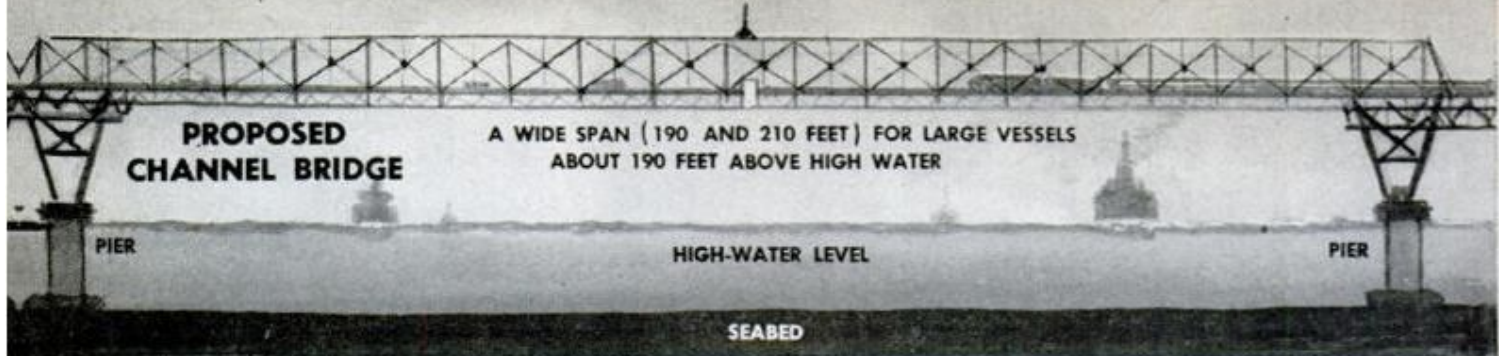 PROPOSED
CHANNEL BRIDGE
A WIDE SPAN (190 AND 210 FEET) FOR LARGE VESSELS
ABOUT 190 FEET ABOVE HIGH WATER
PIER
HIGH-WATER LEVEL
PIER
SEABED